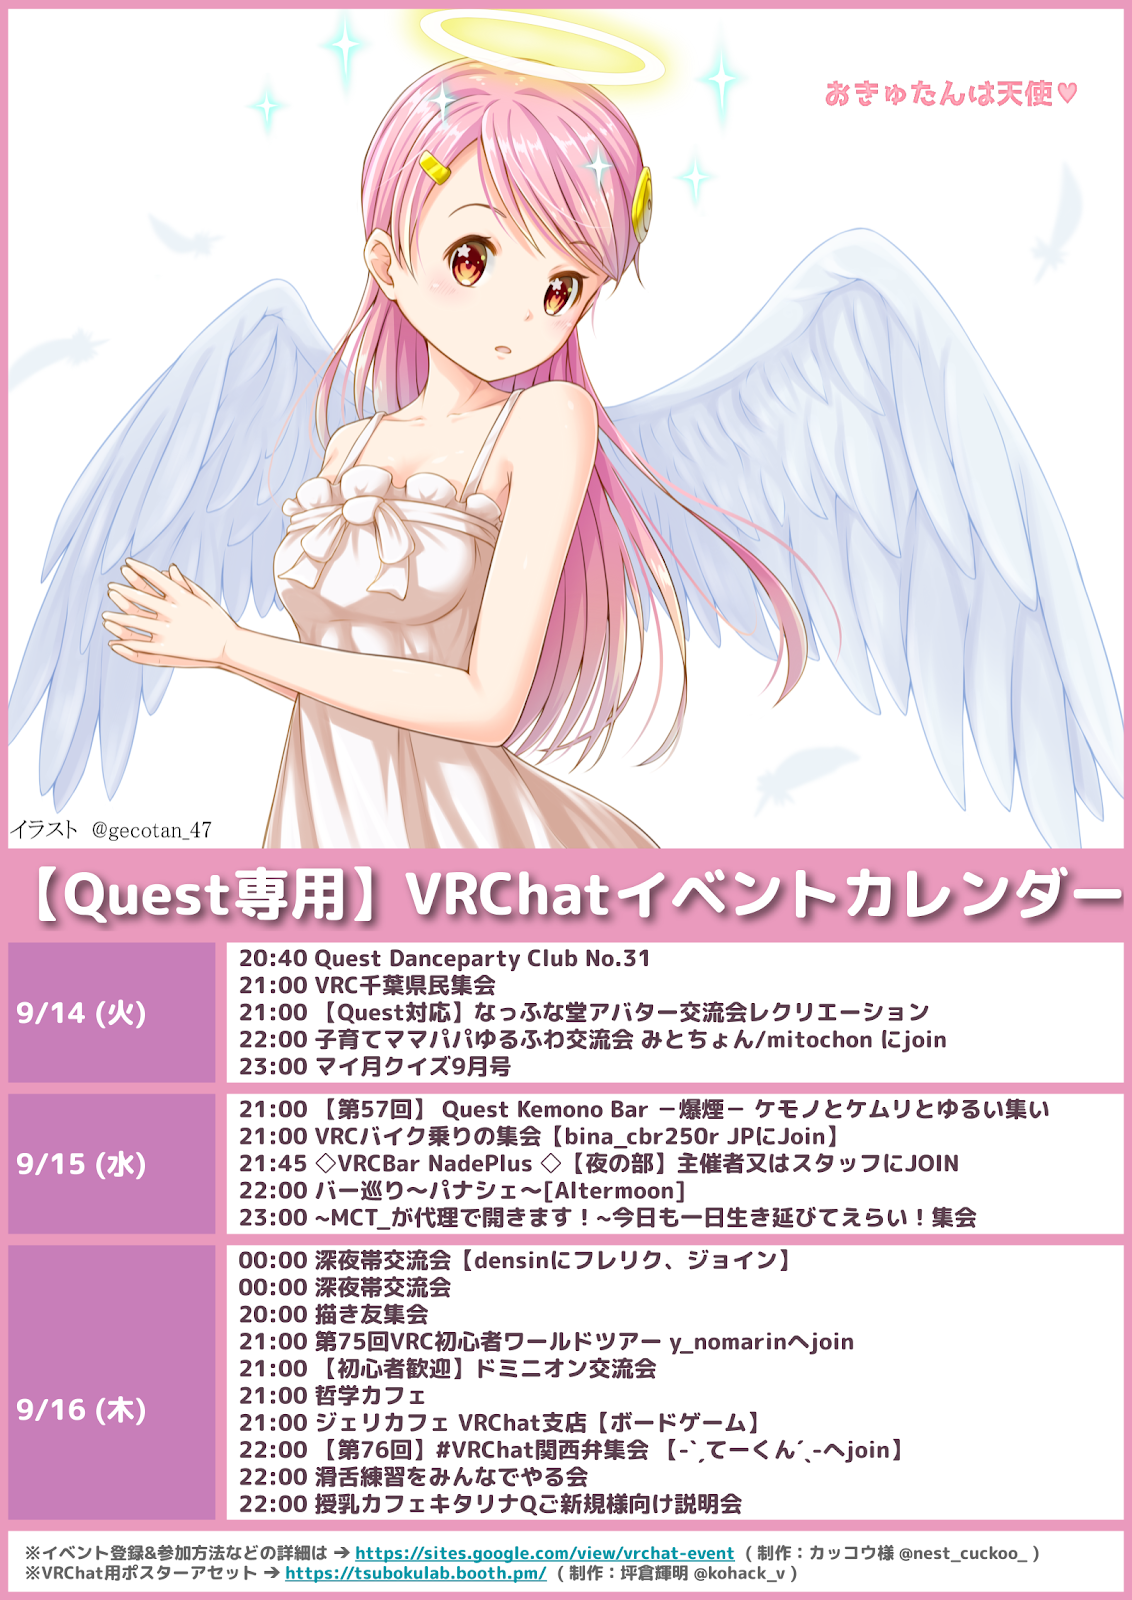 おきゅたんは天使♥
イラスト @gecotan_47
【Quest専用】VRChatイベントカレンダー
9/14 (火)
20:40 Quest Danceparty Club No.31
21:00 VRC千葉県民集会
21:00 【Quest対応】なっふな堂アバター交流会レクリエーション
22:00 子育てママパパゆるふわ交流会 みとちょん/mitochon にjoin
23:00 マイ月クイズ9月号
9/15 (水)
21:00 【第57回】 Quest Kemono Bar －爆煙－ ケモノとケムリとゆるい集い
21:00 VRCバイク乗りの集会【bina_cbr250r JPにJoin】
21:45 ◇VRCBar NadePlus ◇【夜の部】主催者又はスタッフにJOIN
22:00 バー巡り～パナシェ～[Altermoon]
23:00 ~MCT_が代理で開きます！~今日も一日生き延びてえらい！集会
9/16 (木)
00:00 深夜帯交流会【densinにフレリク、ジョイン】
00:00 深夜帯交流会
20:00 描き友集会
21:00 第75回VRC初心者ワールドツアー y_nomarinへjoin
21:00 【初心者歓迎】ドミニオン交流会
21:00 哲学カフェ
21:00 ジェリカフェ VRChat支店【ボードゲーム】
22:00 【第76回】#VRChat関西弁集会 【-ˋˏてーくんˊˎ-へjoin】
22:00 滑舌練習をみんなでやる会
22:00 授乳カフェキタリナQご新規様向け説明会
※イベント登録&参加方法などの詳細は → https://sites.google.com/view/vrchat-event ( 制作：カッコウ様 @nest_cuckoo_ )
※VRChat用ポスターアセット → https://tsubokulab.booth.pm/ ( 制作：坪倉輝明 @kohack_v )